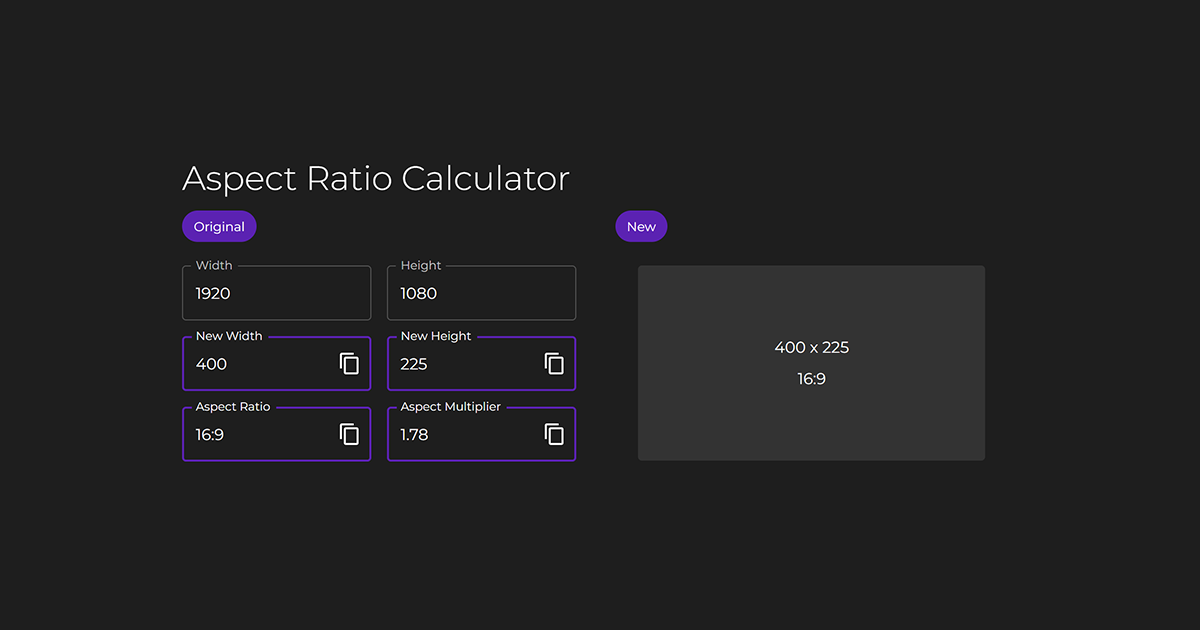 Aspect Ratio Calculator
Original
New
Width
Height
1920
1080
New Width
New Height
400
225
Aspect Ratio
Aspect Multiplier
16:9
1.78
400 x 225
16:9